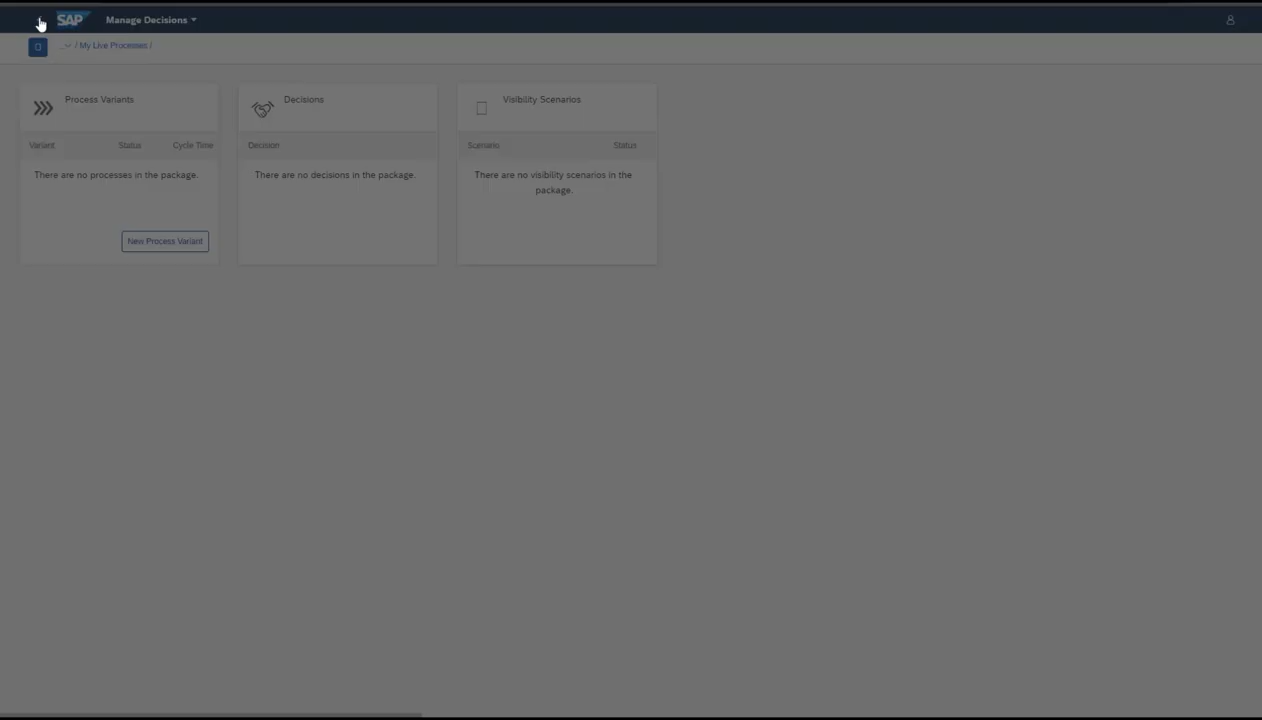 SAP
Manage Decisions
... / My Live Processes /
Process Variants
Variant Status Cycle Time
There are no processes in the package.
New Process Variant
Decisions
Decision
There are no decisions in the package.
Visibility Scenarios
Scenario Status
There are no visibility scenarios in the
package.